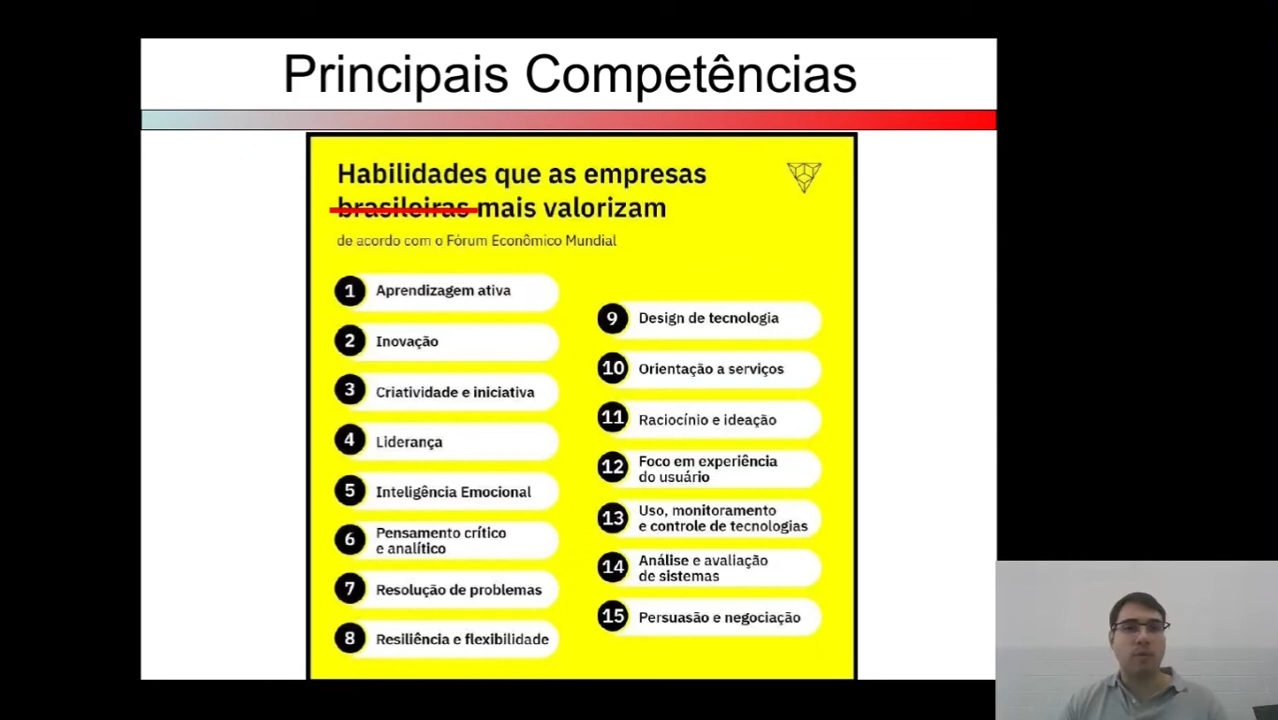 Principais Competências
Habilidades que as empresas
brasileiras mais valorizam
de acordo com o Fórum Econômico Mundial
1 Aprendizagem ativa
2 Inovação
3 Criatividade e iniciativa
4 Liderança
5 Inteligência Emocional
6 Pensamento crítico
e analítico
7 Resolução de problemas
8 Resiliência e flexibilidade
9 Design de tecnologia
10 Orientação a serviços
11 Raciocínio e ideação
12 Foco em experiência
do usuário
13 Uso, monitoramento
e controle de tecnologias
14 Análise e avaliação
de sistemas
15 Persuasão e negociação